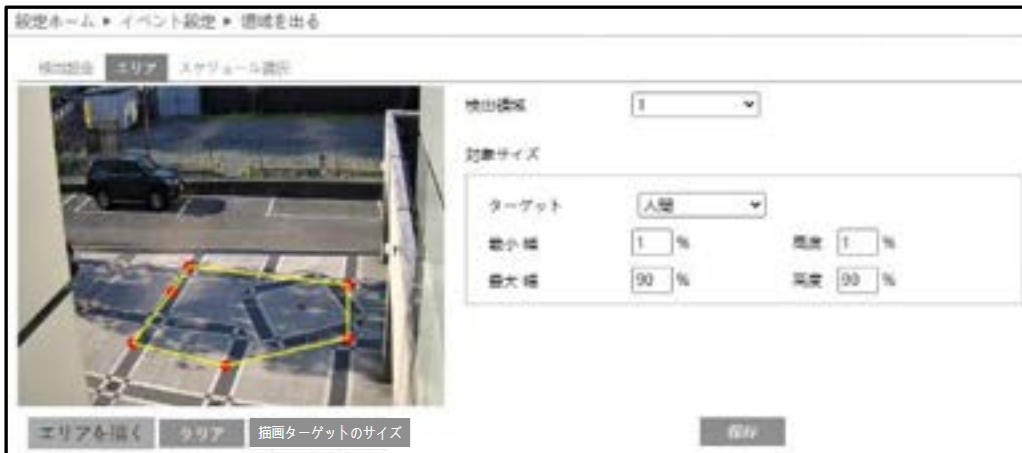 設定ホーム ▶ イベント設定 ▶ 領域を出る
検出設定 エリア スケジュール選択
検出領域 1
対象サイズ
ターゲット 人間
最小 幅 1 % 高度 1 %
最大 幅 90 % 高度 90 %
エリアを描く クリア 描画ターゲットのサイズ 保存